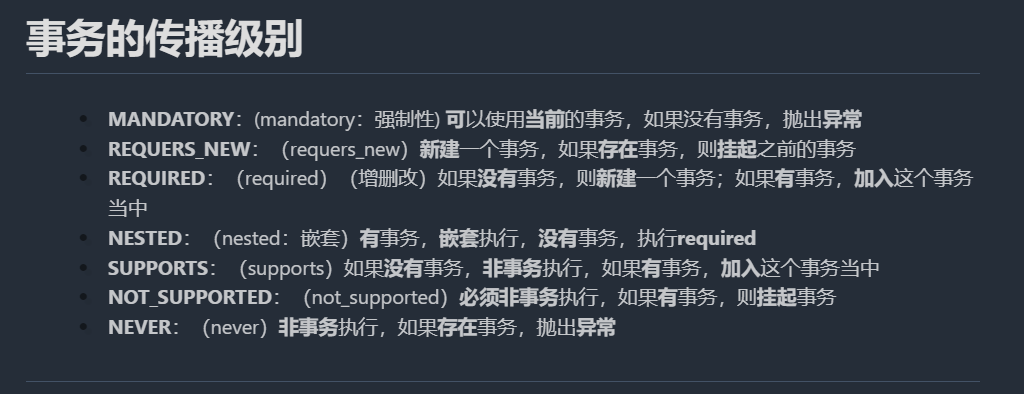 事务的传播级别
MANDATORY：(mandatory：强制性) 可以使用当前的事务，如果没有事务，抛出异常
REQUERS_NEW：（requers_new）新建一个事务，如果存在事务，则挂起之前的事务
REQUIRED：（required）（增删改）如果没有事务，则新建一个事务；如果有事务，加入这个事务
当中
NESTED：（nested：嵌套）有事务，嵌套执行，没有事务，执行required
SUPPORTS：（supports）如果没有事务，非事务执行，如果有事务，加入这个事务当中
NOT_SUPPORTED：（not_supported）必须非事务执行，如果有事务，则挂起事务
NEVER：（never）非事务执行，如果存在事务，抛出异常